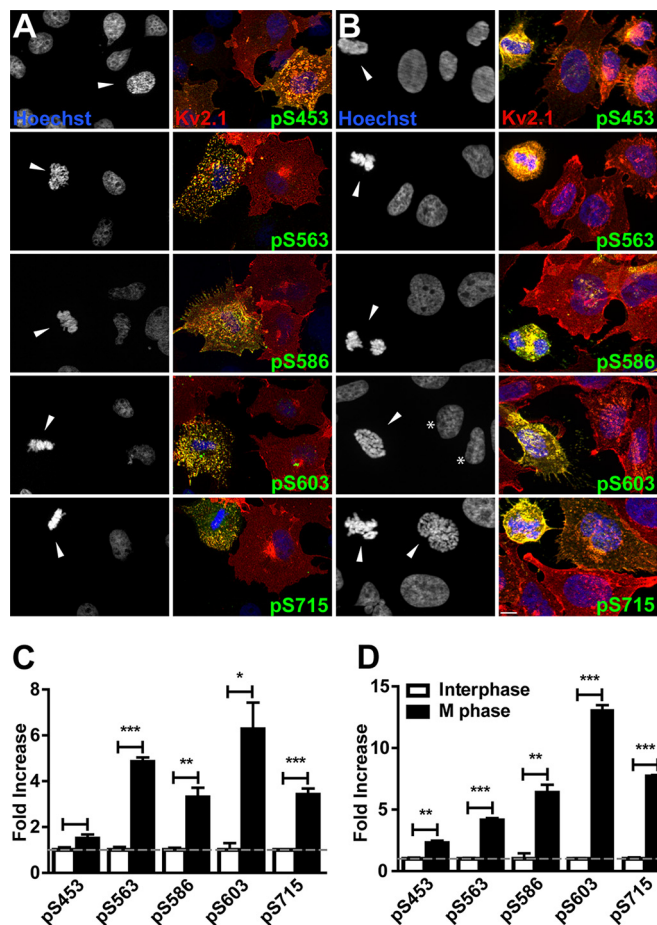 A
B
Hoechst
Kv2.1
pS453
Hoechst
Kv2.1
pS453
pS563
pS563
pS586
pS586
pS603
*
*
pS603
pS715
pS715
C
8
6
4
2
0
Fold Increase
***
**
*
***
pS453
pS563
pS586
pS603
pS715
D
Interphase
M phase
15
10
5
0
Fold Increase
**
***
**
***
***
pS453
pS563
pS586
pS603
pS715